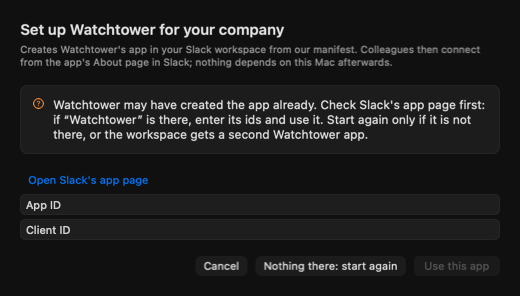 Set up Watchtower for your company
Creates Watchtower's app in your Slack workspace from our manifest. Colleagues then connect
from the app's About page in Slack; nothing depends on this Mac afterwards.
Watchtower may have created the app already. Check Slack's app page first:
if “Watchtower” is there, enter its ids and use it. Start again only if it is not
there, or the workspace gets a second Watchtower app.
Open Slack's app page
App ID
Client ID
Cancel
Nothing there: start again
Use this app